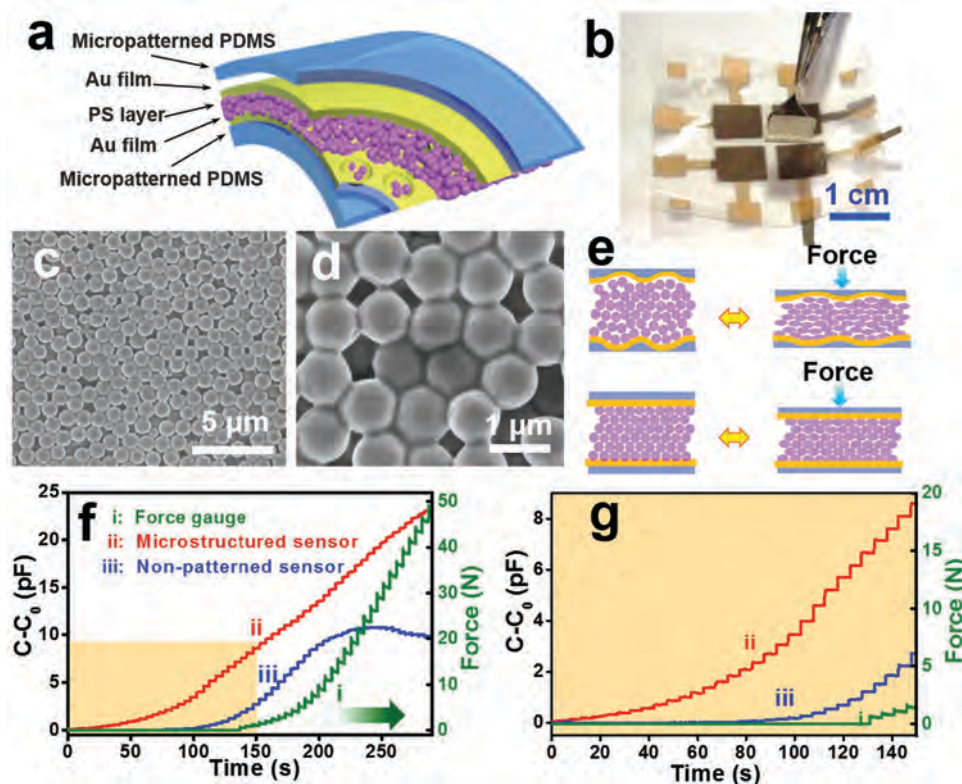 a
Micropatterned PDMS
Au film
PS layer
Au film
Micropatterned PDMS
b
1 cm
c
5 μm
d
1 μm
e
Force
Force
f
i: Force gauge
ii: Microstructured sensor
iii: Non-patterned sensor
ii
iii
i
C-C₀ (pF)
25
20
15
10
5
0
0 50 100 150 200 250
Time (s)
50
40
30
20
10
0
Force (N)
g
ii
iii
i
C-C₀ (pF)
8
6
4
2
0
0 20 40 60 80 100 120 140
Time (s)
20
15
10
5
0
Force (N)